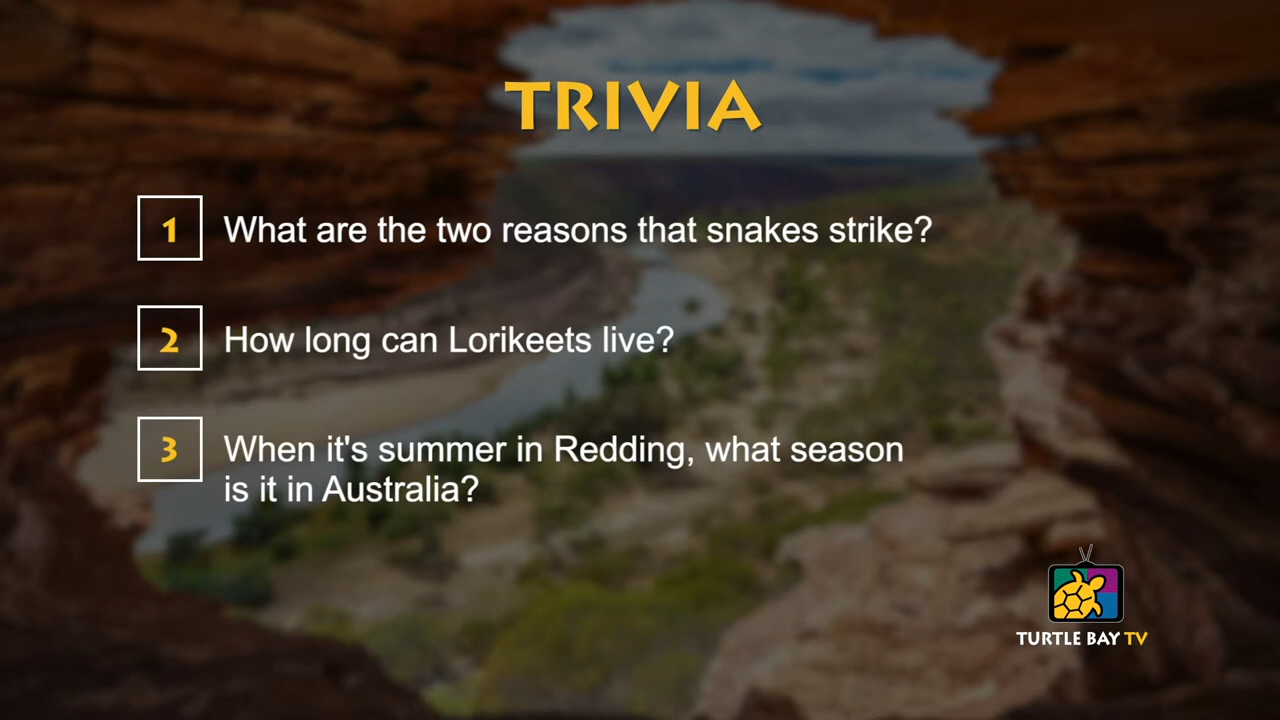 TRIVIA
1 What are the two reasons that snakes strike?
2 How long can Lorikeets live?
3 When it's summer in Redding, what season
is it in Australia?
TURTLE BAY TV